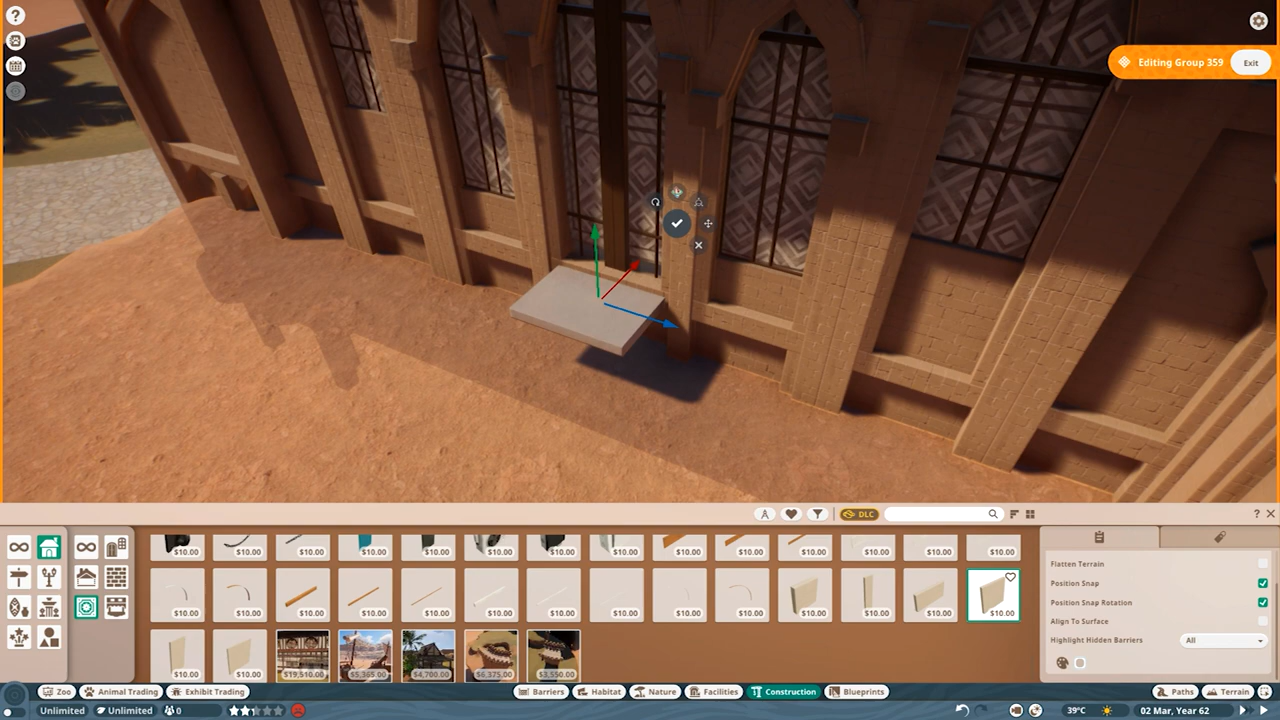 ?
Editing Group 359
Exit
DLC
?
$10.00 $10.00 $10.00 $10.00 $10.00 $10.00 $10.00 $10.00 $10.00 $10.00 $10.00 $10.00 $10.00 $10.00
$10.00 $10.00 $10.00 $10.00 $10.00 $10.00 $10.00 $10.00 $10.00 $10.00 $10.00 $10.00 $10.00 $10.00
$10.00 $10.00 $19,510.00 $5,365.00 $4,700.00 $6,375.00 $3,550.00
Flatten Terrain
Position Snap
Position Snap Rotation
Align To Surface
Highlight Hidden Barriers All
Zoo Animal Trading Exhibit Trading Barriers Habitat Nature Facilities Construction Blueprints Paths Terrain
Unlimited Unlimited 0 39°C 02 Mar, Year 62